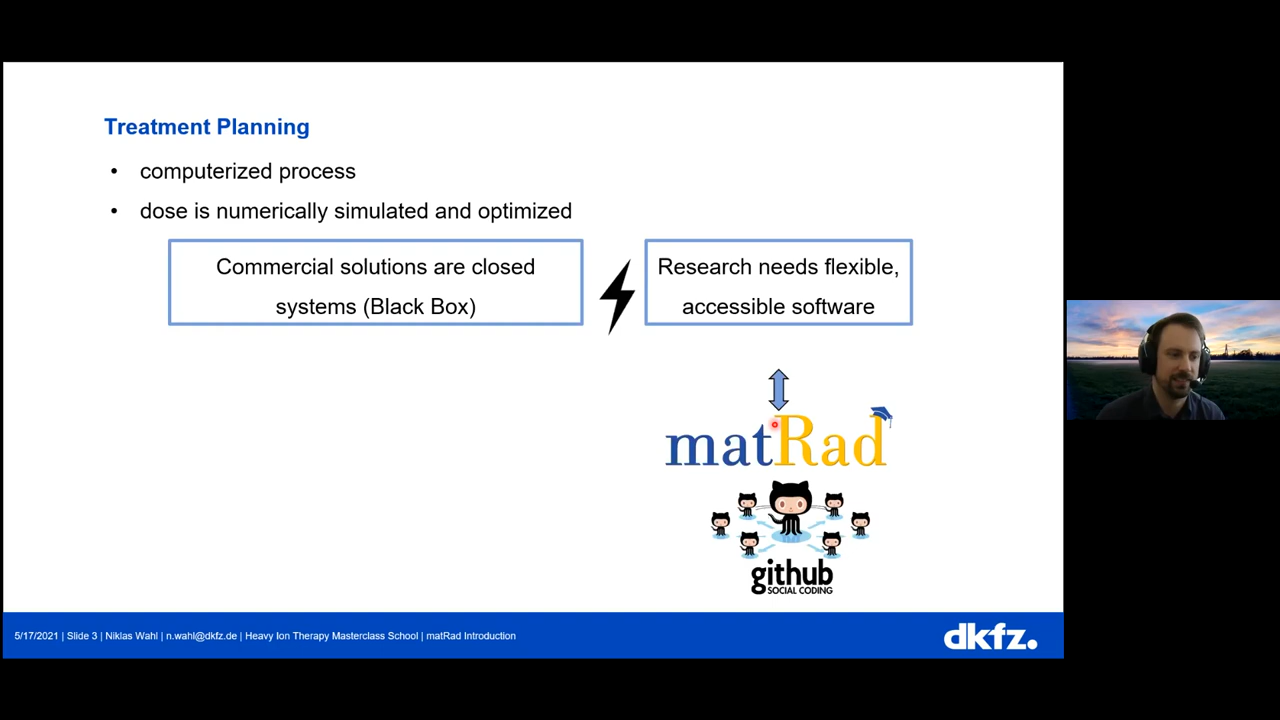 Treatment Planning
• computerized process
• dose is numerically simulated and optimized
Commercial solutions are closed
systems (Black Box)
Research needs flexible,
accessible software
matRad
github
SOCIAL CODING
5/17/2021 | Slide 3 | Niklas Wahl | n.wahl@dkfz.de | Heavy Ion Therapy Masterclass School | matRad Introduction
dkfz.